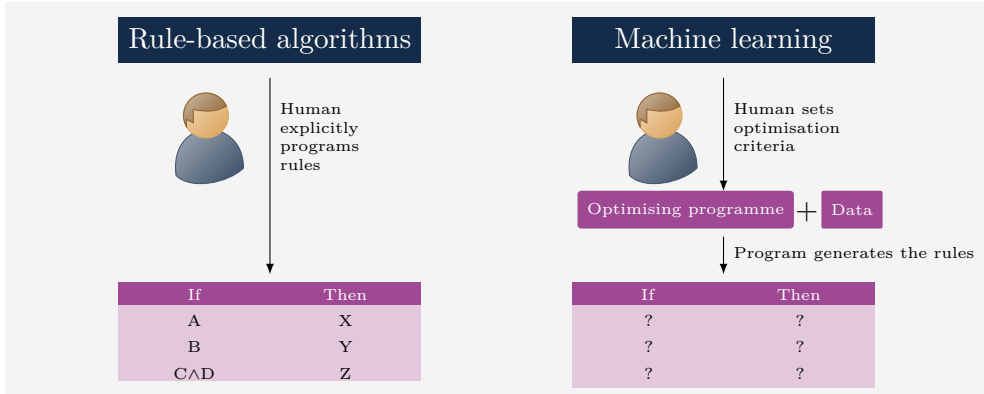 Rule-based algorithms
Human
explicitly
programs
rules
If Then
A X
B Y
C∧D Z
Machine learning
Human sets
optimisation
criteria
Optimising programme + Data
Program generates the rules
If Then
? ?
? ?
? ?